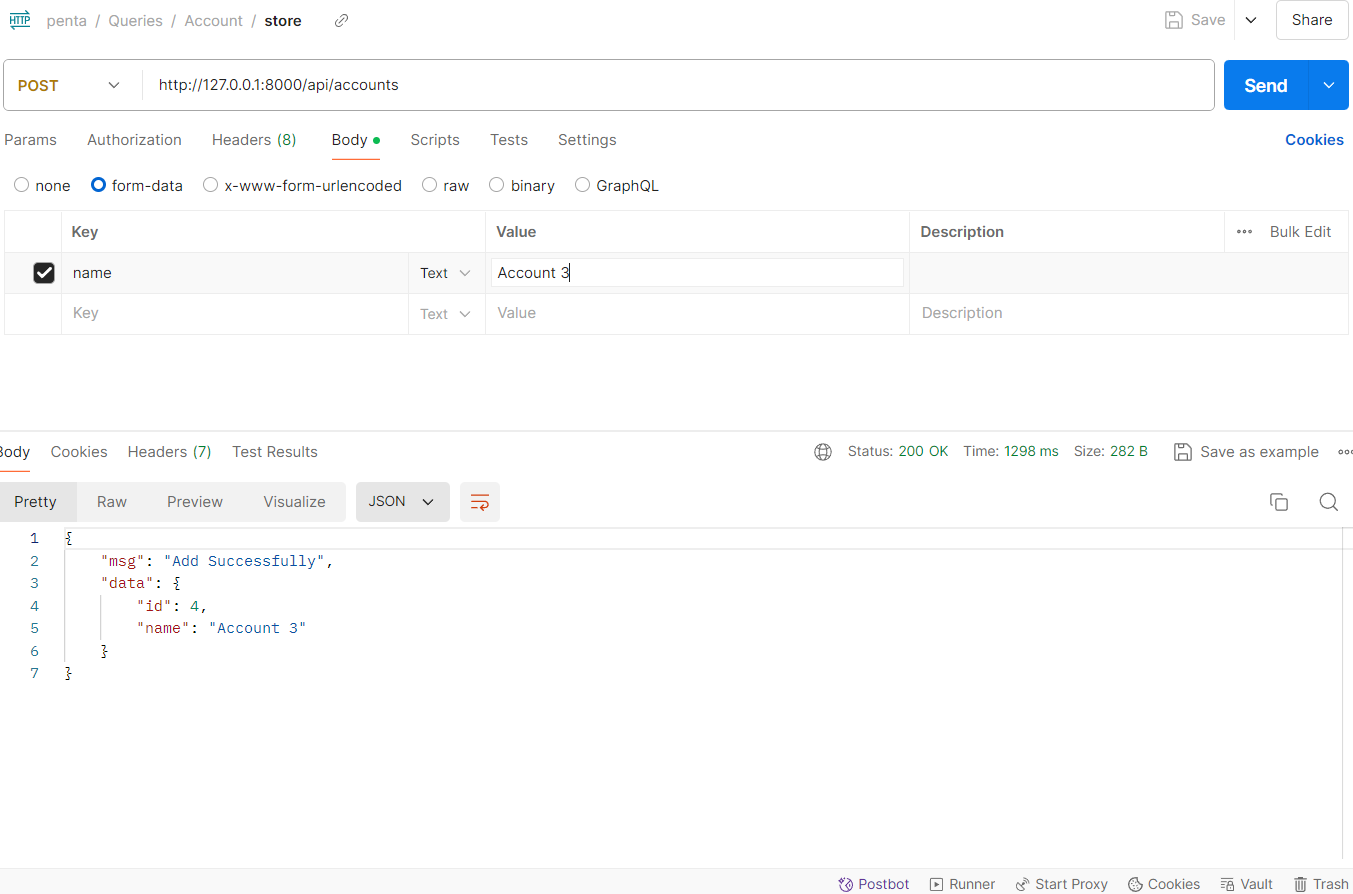 HTTP penta / Queries / Account / store Save Share
POST http://127.0.0.1:8000/api/accounts Send
Params Authorization Headers (8) Body Scripts Tests Settings Cookies
none form-data x-www-form-urlencoded raw binary GraphQL
Key Value Description Bulk Edit
name Text Account 3
Key Text Value Description
Body Cookies Headers (7) Test Results Status: 200 OK Time: 1298 ms Size: 282 B Save as example
Pretty Raw Preview Visualize JSON
1 {
2 "msg": "Add Successfully",
3 "data": {
4 "id": 4,
5 "name": "Account 3"
6 }
7 }
Postbot Runner Start Proxy Cookies Vault Trash